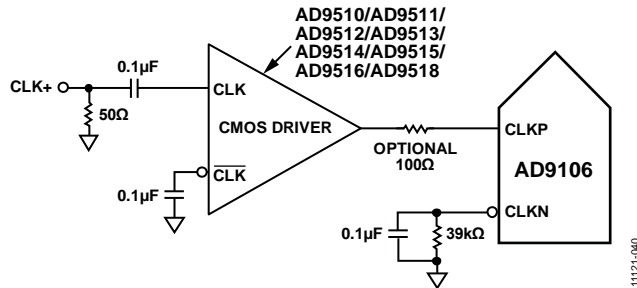 AD9510/AD9511/
AD9512/AD9513/
AD9514/AD9515/
AD9516/AD9518
CLK+
0.1µF
50Ω
CLK
CMOS DRIVER
CLK
0.1µF
OPTIONAL
100Ω
CLKP
AD9106
CLKN
0.1µF
39kΩ
11121-040